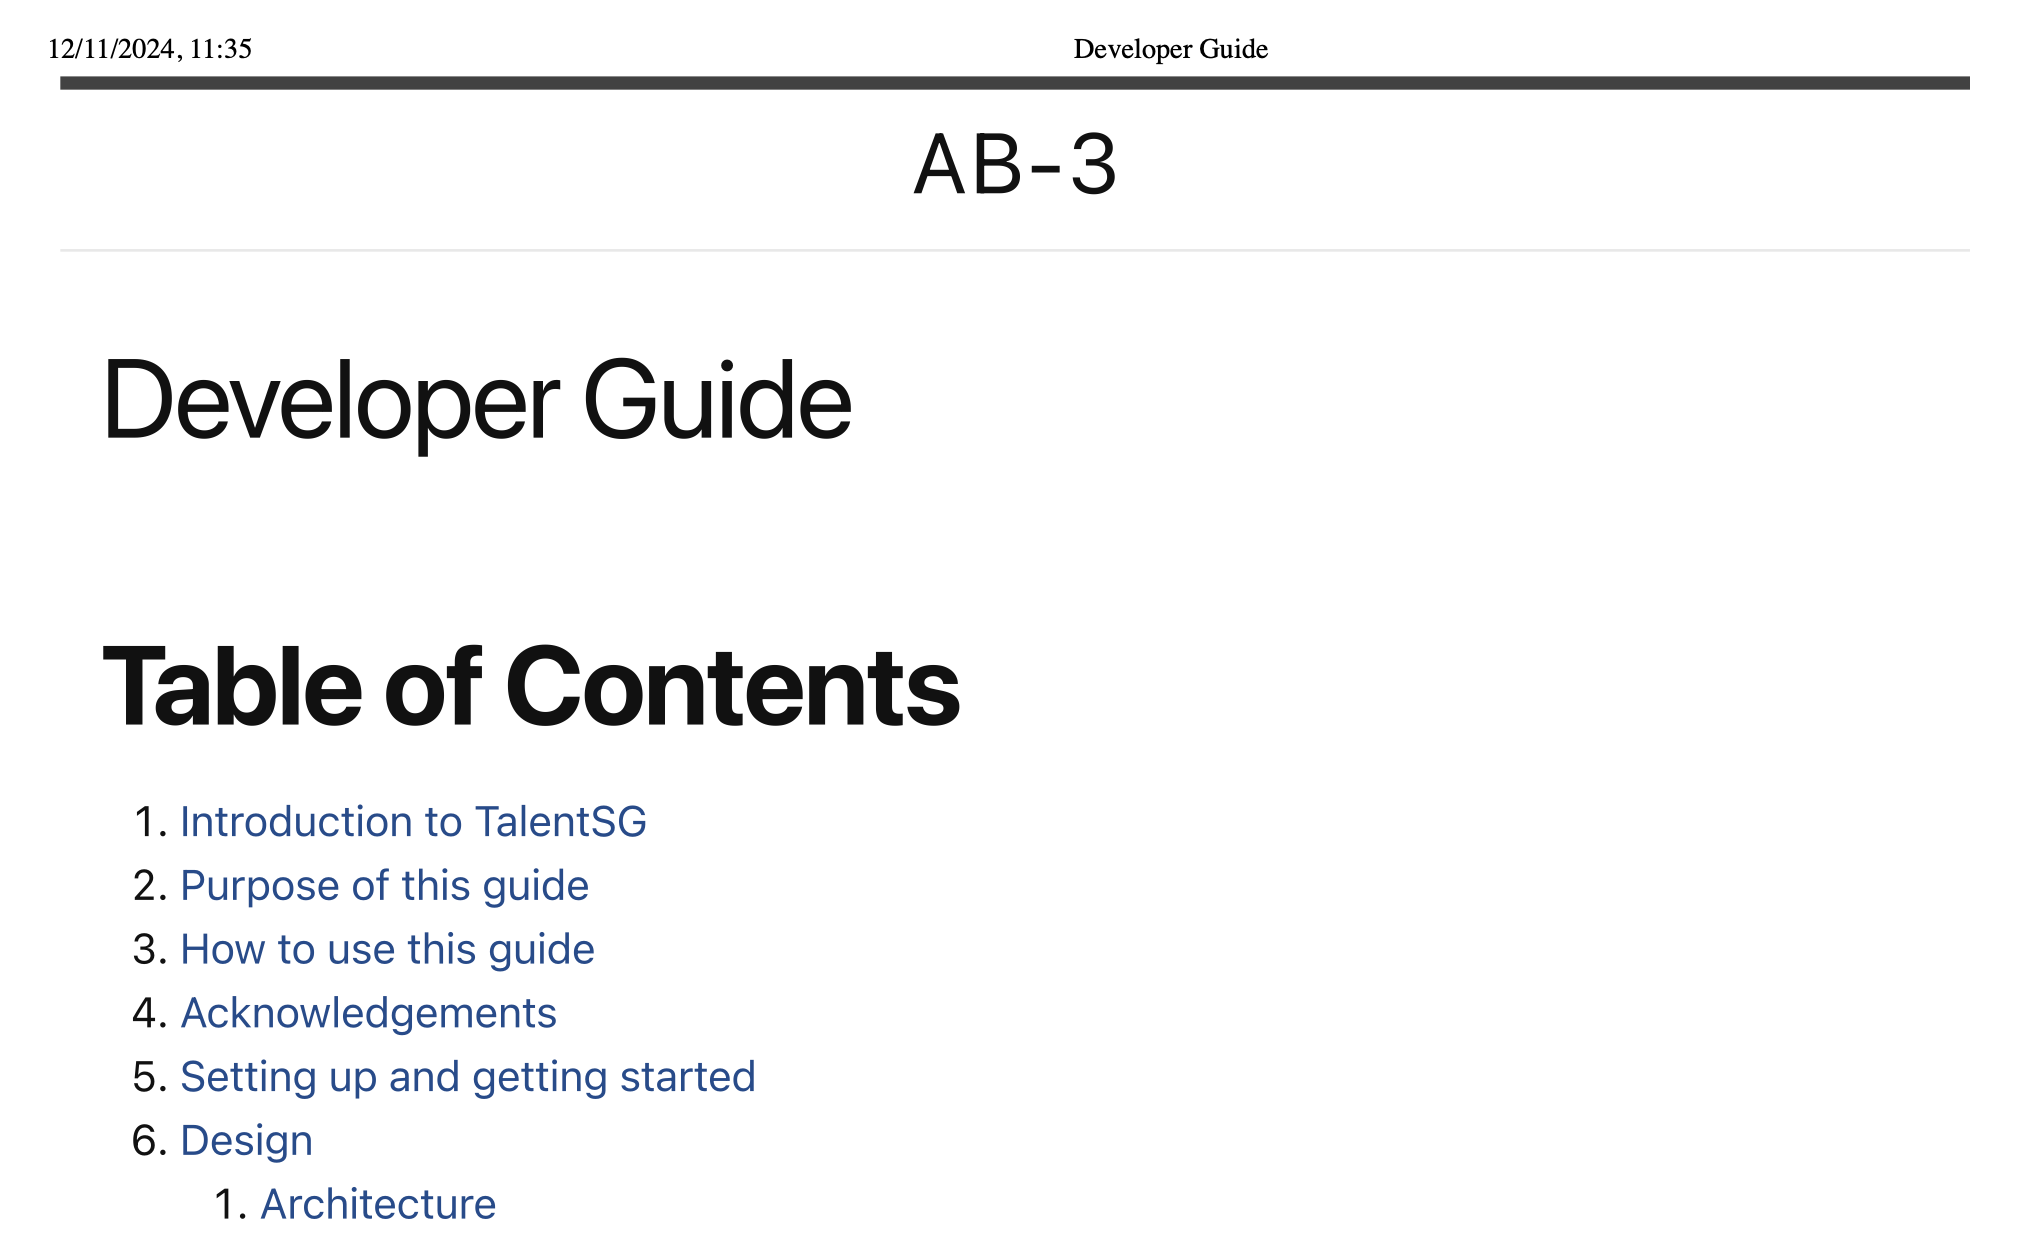 12/11/2024, 11:35
Developer Guide
AB-3
Developer Guide
Table of Contents
1. Introduction to TalentSG
2. Purpose of this guide
3. How to use this guide
4. Acknowledgements
5. Setting up and getting started
6. Design
1. Architecture